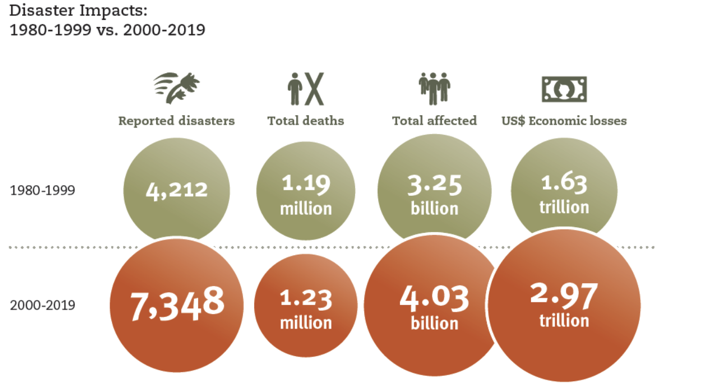 Disaster Impacts:
1980-1999 vs. 2000-2019
Reported disasters
Total deaths
Total affected
US$ Economic losses
1980-1999
4,212
1.19
million
3.25
billion
1.63
trillion
2000-2019
7,348
1.23
million
4.03
billion
2.97
trillion